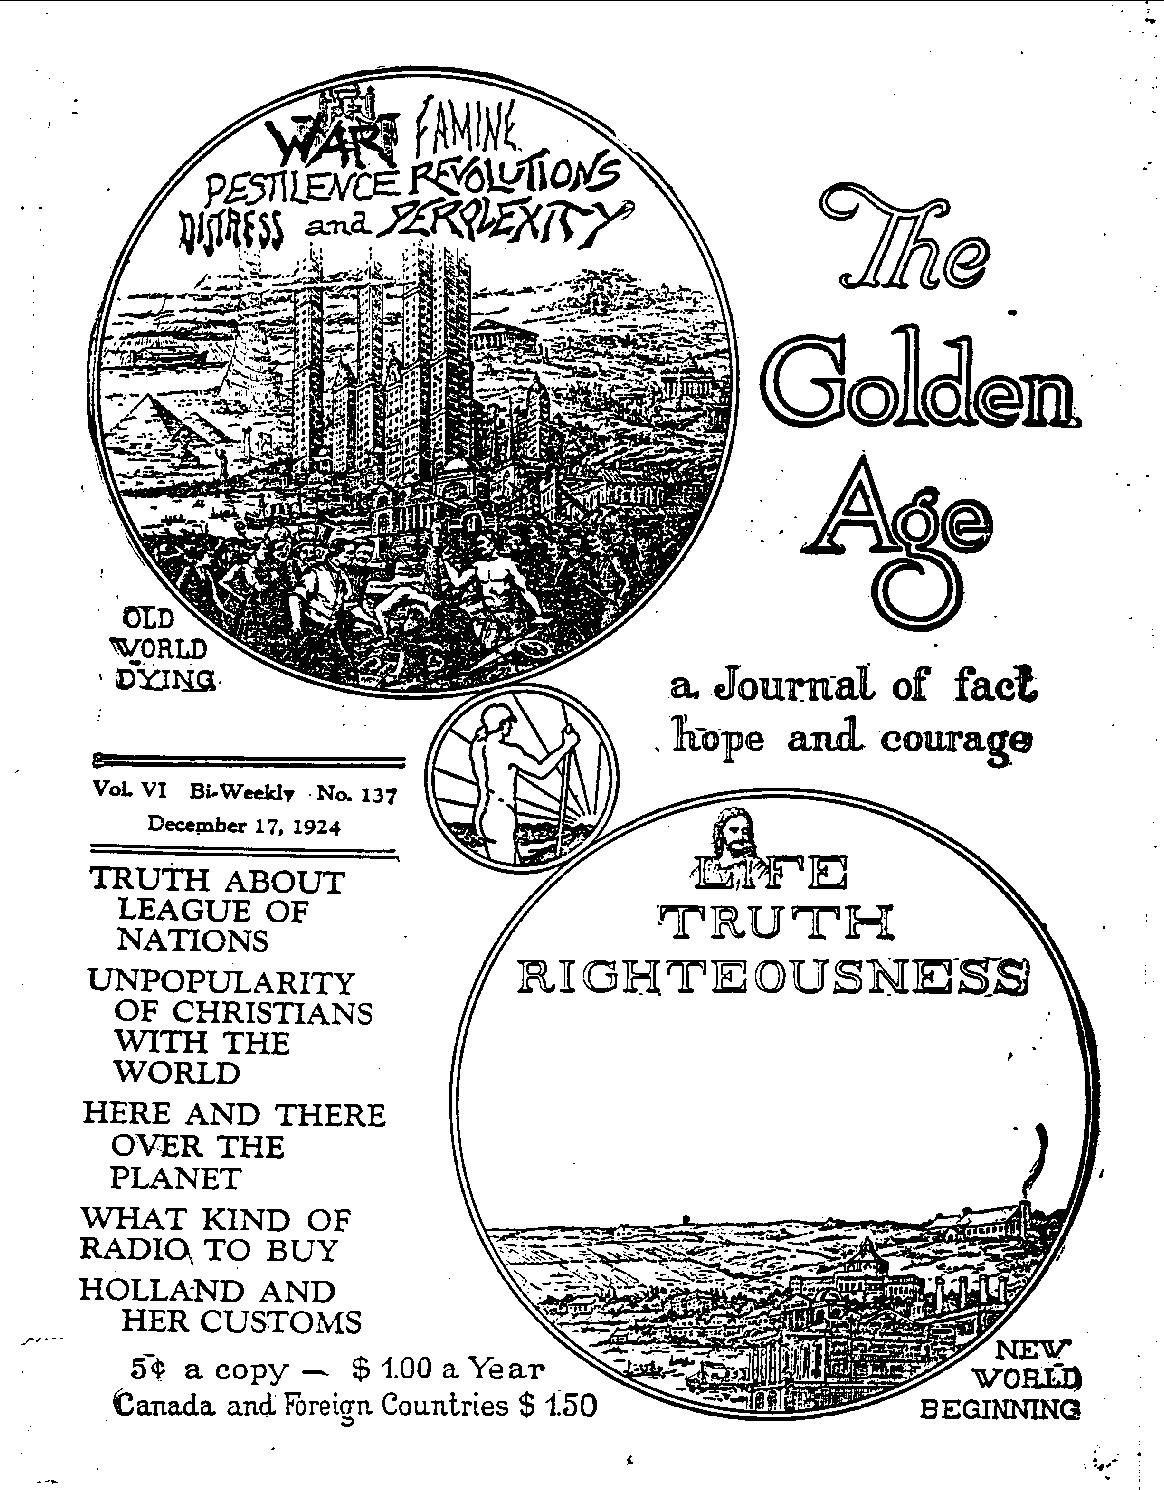 WAR FAMINE
PESTILENCE REVOLUTIONS
DISTRESS and PERPLEXITY
The
Golden
Age
OLD
WORLD
DYING
a Journal of fact
hope and courage
Vol. VI Bi-Weekly No. 137
December 17, 1924
TRUTH ABOUT
LEAGUE OF
NATIONS
UNPOPULARITY
OF CHRISTIANS
WITH THE
WORLD
HERE AND THERE
OVER THE
PLANET
WHAT KIND OF
RADIO TO BUY
HOLLAND AND
HER CUSTOMS
5¢ a copy — $ 1.00 a Year
Canada and Foreign Countries $ 1.50
LIFE
TRUTH
RIGHTEOUSNESS
NEW
WORLD
BEGINNING